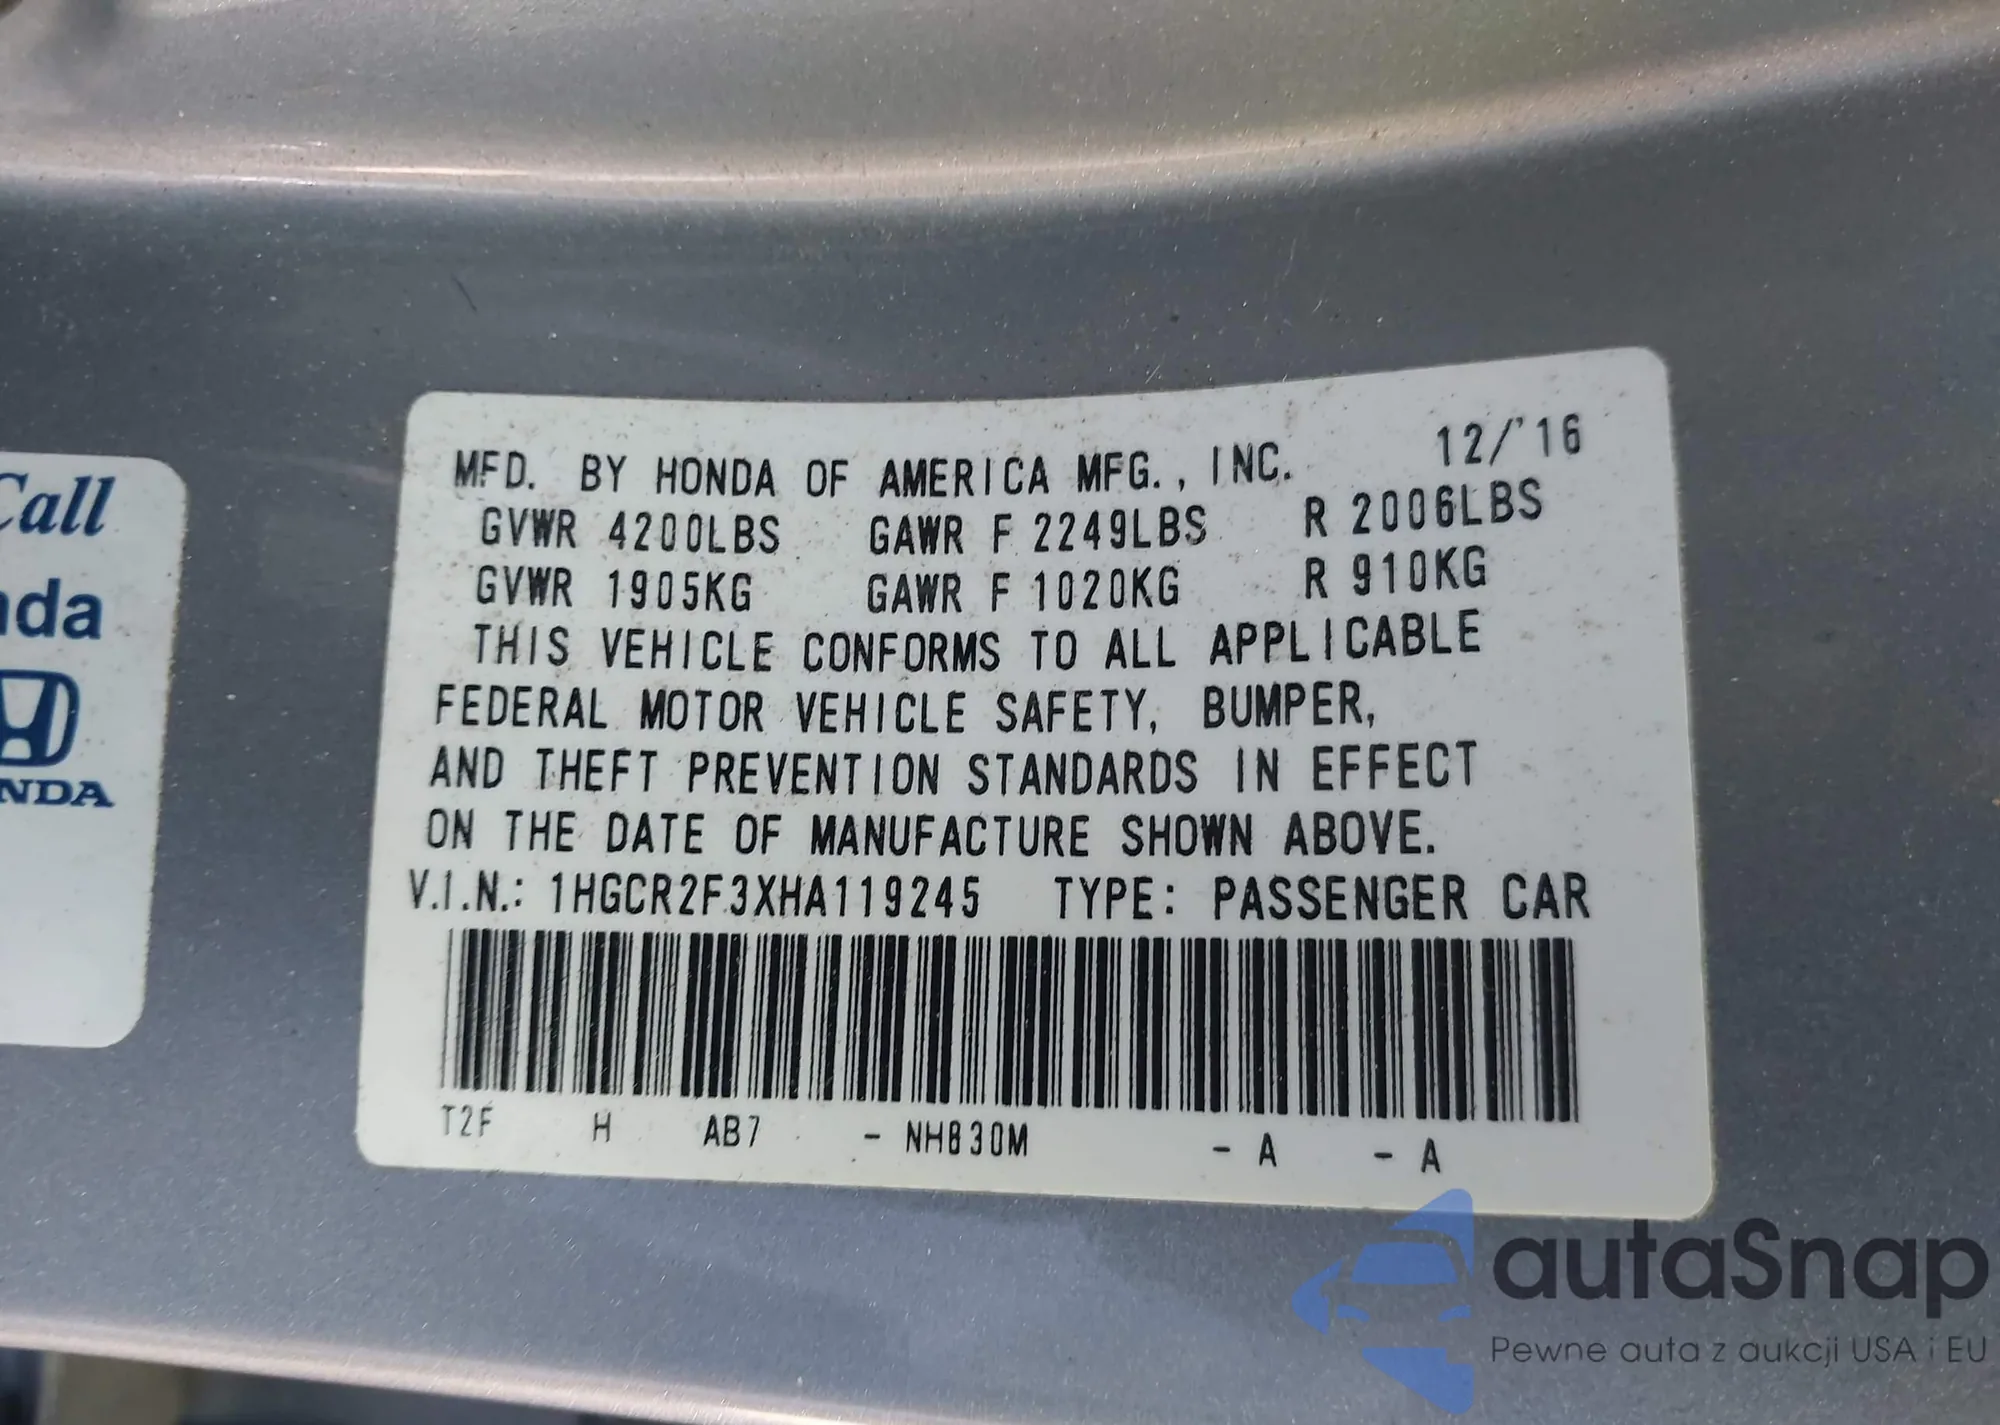 Call
nda
NDA
MFD. BY HONDA OF AMERICA MFG., INC. 12/'16
GVWR 4200LBS GAWR F 2249LBS R 2006LBS
GVWR 1905KG GAWR F 1020KG R 910KG
THIS VEHICLE CONFORMS TO ALL APPLICABLE
FEDERAL MOTOR VEHICLE SAFETY, BUMPER,
AND THEFT PREVENTION STANDARDS IN EFFECT
ON THE DATE OF MANUFACTURE SHOWN ABOVE.
V.I.N.: 1HGCR2F3XHA119245 TYPE: PASSENGER CAR
T2F H AB7 - NH830M - A - A
autaSnap
Pewne auta z aukcji USA i EU